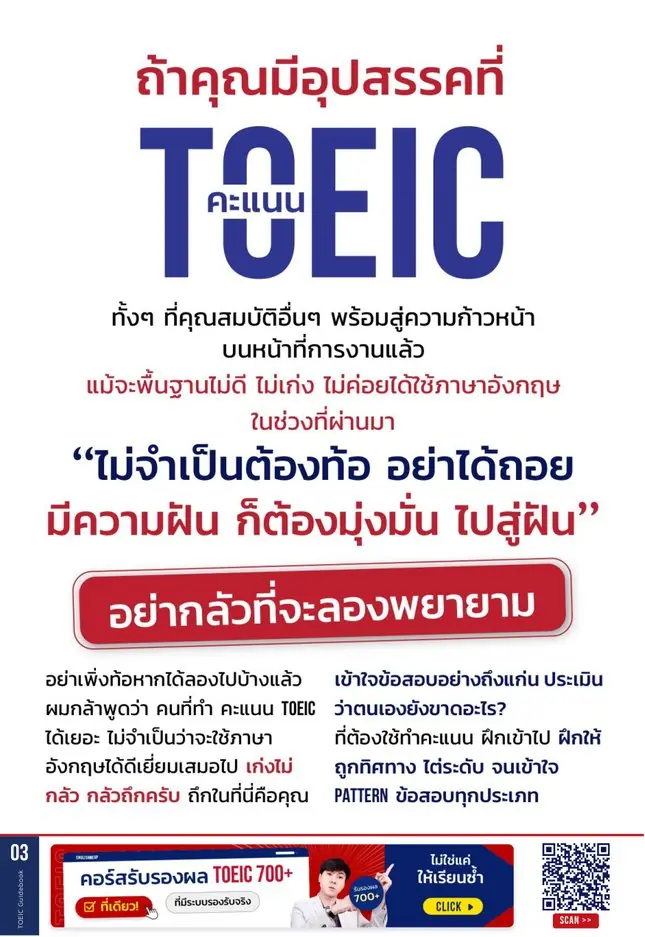 ถ้าคุณมีอุปสรรคที่
คะแนน
TOEIC
ทั้งๆ ที่คุณสมบัติอื่นๆ พร้อมสู่ความก้าวหน้า
บนหน้าที่การงานแล้ว
แม้จะพื้นฐานไม่ดี ไม่เก่ง ไม่ค่อยได้ใช้ภาษาอังกฤษ
ในช่วงที่ผ่านมา
“ไม่จำเป็นต้องท้อ อย่าได้ถอย
มีความฝัน ก็ต้องมุ่งมั่น ไปสู่ฝัน”
อย่ากลัวที่จะลองพยายาม
อย่าเพิ่งท้อหากได้ลองไปบ้างแล้ว
ผมกล้าพูดว่า คนที่ทำ คะแนน TOEIC
ได้เยอะ ไม่จำเป็นว่าจะใช้ภาษา
อังกฤษได้ดีเยี่ยมเสมอไป เก่งไม่
กลัว กลัวถึกครับ ถึกในที่นี่คือคุณ
เข้าใจข้อสอบอย่างถึงแก่น ประเมิน
ว่าตนเองยังขาดอะไร?
ที่ต้องใช้ทำคะแนน ฝึกเข้าไป ฝึกให้
ถูกทิศทาง ไต่ระดับ จนเข้าใจ
PATTERN ข้อสอบทุกประเภท
03
TOEIC Guidebook
คอร์สรับรองผล TOEIC 700+
ที่เดียว!
ที่มีระบบรองรับจริง
รับรองผล
700+
ไม่ใช่แค่
ให้เรียนซ้ำ
CLICK
SCAN >>